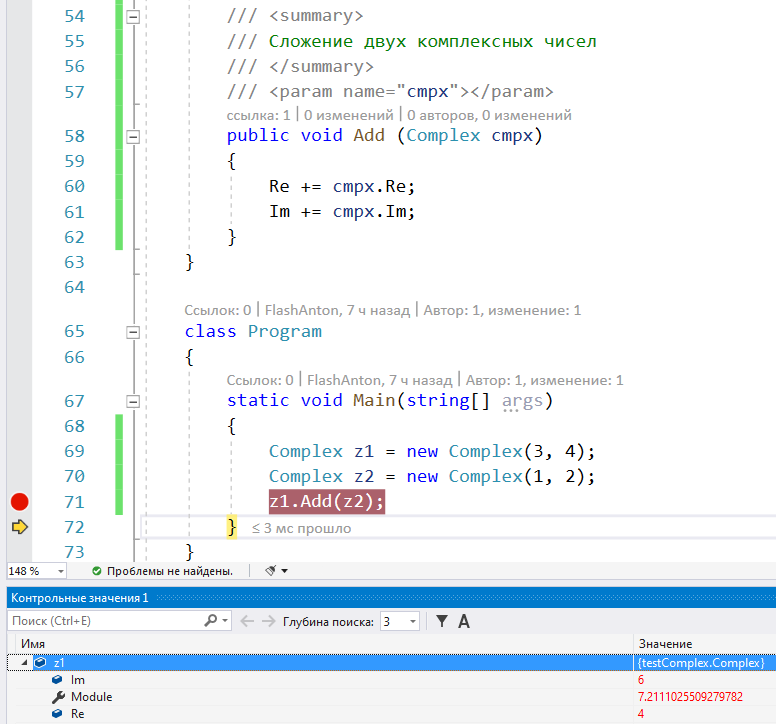 54 /// <summary>
55 /// Сложение двух комплексных чисел
56 /// </summary>
57 /// <param name="cmpx"></param>
ссылка: 1 | 0 изменений | 0 авторов, 0 изменений
58 public void Add (Complex cmpx)
59 {
60 Re += cmpx.Re;
61 Im += cmpx.Im;
62 }
63 }
64
Ссылок: 0 | FlashAnton, 7 ч назад | Автор: 1, изменение: 1
65 class Program
66 {
Ссылок: 0 | FlashAnton, 7 ч назад | Автор: 1, изменение: 1
67 static void Main(string[] args)
68 {
69 Complex z1 = new Complex(3, 4);
70 Complex z2 = new Complex(1, 2);
71 z1.Add(z2);
72 } ≤ 3 мс прошло
73 }
148 % Проблемы не найдены.
Контрольные значения 1
Поиск (Ctrl+E) Глубина поиска: 3 A
Имя Значение
z1 {testComplex.Complex}
Im 6
Module 7.2111025509279782
Re 4